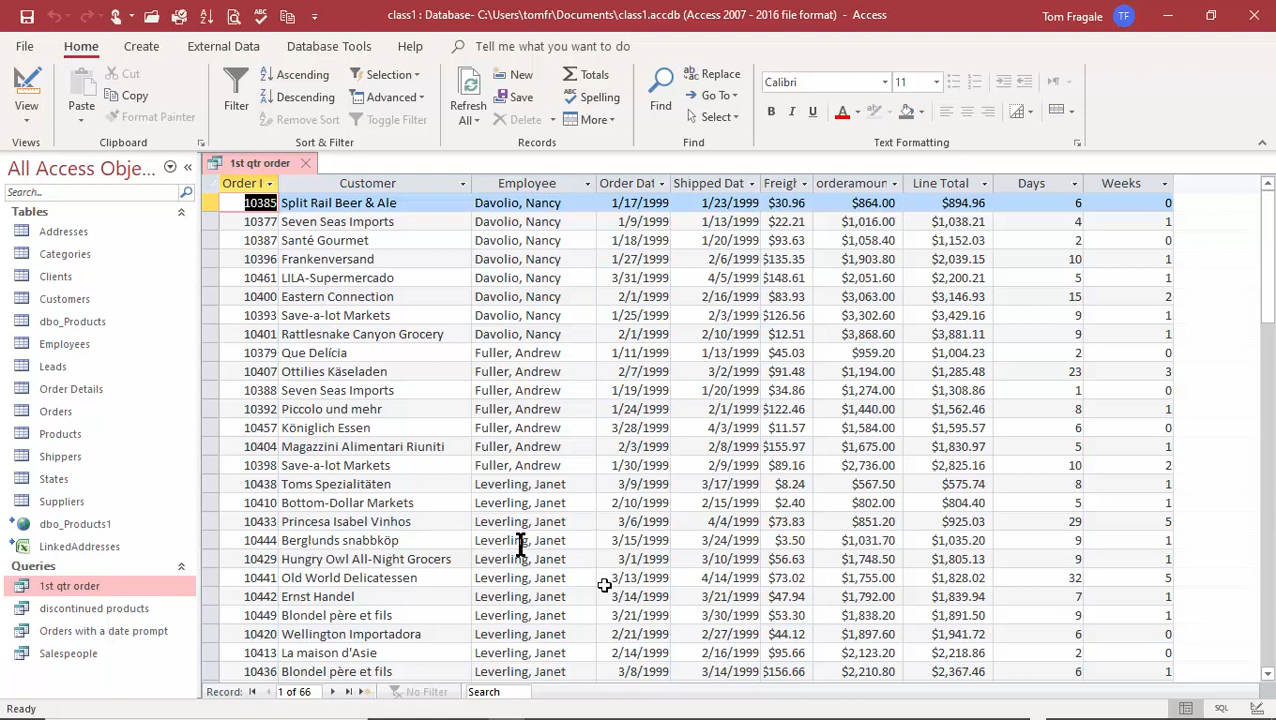 class1 : Database- C:\Users\tomfr\Documents\class1.accdb (Access 2007 - 2016 file format) - Access
Tom Fragale TF
File Home Create External Data Database Tools Help Tell me what you want to do
View
Views
Paste
Cut
Copy
Format Painter
Clipboard
Filter
Ascending
Descending
Remove Sort
Selection
Advanced
Toggle Filter
Sort & Filter
Refresh All
New
Save
Delete
Totals
Spelling
More
Records
Find
Replace
Go To
Select
Find
Calibri 11
B I U A
Text Formatting
All Access Obje...
Search...
Tables
Addresses
Categories
Clients
Customers
dbo_Products
Employees
Leads
Order Details
Orders
Products
Shippers
States
Suppliers
dbo_Products1
LinkedAddresses
Queries
1st qtr order
discontinued products
Orders with a date prompt
Salespeople
1st qtr order
Order I Customer Employee Order Da Shipped Dat Freigl orderamoun Line Total Days Weeks
10385 Split Rail Beer & Ale Davolio, Nancy 1/17/1999 1/23/1999 $30.96 $864.00 $894.96 6 0
10377 Seven Seas Imports Davolio, Nancy 1/9/1999 1/13/1999 $22.21 $1,016.00 $1,038.21 4 1
10387 Santé Gourmet Davolio, Nancy 1/18/1999 1/20/1999 $93.63 $1,058.40 $1,152.03 2 0
10396 Frankenversand Davolio, Nancy 1/27/1999 2/6/1999 $135.35 $1,903.80 $2,039.15 10 1
10461 LILA-Supermercado Davolio, Nancy 3/31/1999 4/5/1999 $148.61 $2,051.60 $2,200.21 5 1
10400 Eastern Connection Davolio, Nancy 2/1/1999 2/16/1999 $83.93 $3,063.00 $3,146.93 15 2
10393 Save-a-lot Markets Davolio, Nancy 1/25/1999 2/3/1999 $126.56 $3,302.60 $3,429.16 9 1
10401 Rattlesnake Canyon Grocery Davolio, Nancy 2/1/1999 2/10/1999 $12.51 $3,868.60 $3,881.11 9 1
10379 Que Delícia Fuller, Andrew 1/11/1999 1/13/1999 $45.03 $959.20 $1,004.23 2 0
10407 Ottilies Käseladen Fuller, Andrew 2/7/1999 3/2/1999 $91.48 $1,194.00 $1,285.48 23 3
10388 Seven Seas Imports Fuller, Andrew 1/19/1999 1/20/1999 $34.86 $1,274.00 $1,308.86 1 0
10392 Piccolo und mehr Fuller, Andrew 1/24/1999 2/1/1999 $122.46 $1,440.00 $1,562.46 8 1
10457 Königlich Essen Fuller, Andrew 3/28/1999 4/3/1999 $11.57 $1,584.00 $1,595.57 6 0
10404 Magazzini Alimentari Riuniti Fuller, Andrew 2/3/1999 2/8/1999 $155.97 $1,675.00 $1,830.97 5 1
10398 Save-a-lot Markets Fuller, Andrew 1/30/1999 2/9/1999 $89.16 $2,736.00 $2,825.16 10 2
10438 Toms Spezialitäten Leverling, Janet 3/9/1999 3/17/1999 $8.24 $567.50 $575.74 8 1
10410 Bottom-Dollar Markets Leverling, Janet 2/10/1999 2/15/1999 $2.40 $802.00 $804.40 5 1
10433 Princesa Isabel Vinhos Leverling, Janet 3/6/1999 4/4/1999 $73.83 $851.20 $925.03 29 5
10444 Berglunds snabbköp Leverling, Janet 3/15/1999 3/24/1999 $3.50 $1,031.70 $1,035.20 9 1
10429 Hungry Owl All-Night Grocers Leverling, Janet 3/1/1999 3/10/1999 $56.63 $1,748.50 $1,805.13 9 1
10441 Old World Delicatessen Leverling, Janet 3/13/1999 4/14/1999 $73.02 $1,755.00 $1,828.02 32 5
10442 Ernst Handel Leverling, Janet 3/14/1999 3/21/1999 $47.94 $1,792.00 $1,839.94 7 1
10449 Blondel père et fils Leverling, Janet 3/21/1999 3/30/1999 $53.30 $1,838.20 $1,891.50 9 1
10420 Wellington Importadora Leverling, Janet 2/21/1999 2/27/1999 $44.12 $1,897.60 $1,941.72 6 0
10413 La maison d'Asie Leverling, Janet 2/14/1999 2/16/1999 $95.66 $2,123.20 $2,218.86 2 0
10436 Blondel père et fils Leverling, Janet 3/8/1999 3/14/1999 $156.66 $2,210.80 $2,367.46 6 1
Record: 1 of 66 No Filter Search
Ready SQL